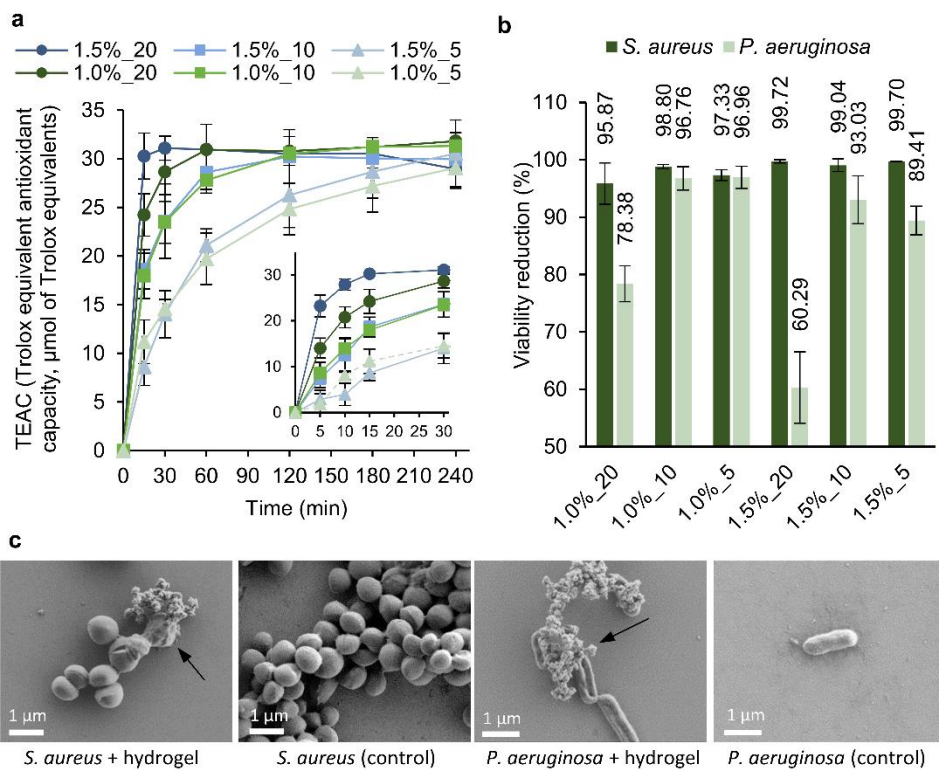 a
1.5%_20 1.5%_10 1.5%_5
1.0%_20 1.0%_10 1.0%_5
TEAC (Trolox equivalent antioxidant
capacity, μmol of Trolox equivalents)
35
30
25
20
15
10
5
0
0 30 60 90 120 150 180 210 240
Time (min)
30
20
10
0
0 5 10 15 20 25 30
b
S. aureus P. aeruginosa
Viability reduction (%)
110
100
90
80
70
60
50
95.87
78.38
98.80
96.76
97.33
96.96
99.72
60.29
99.04
93.03
99.70
89.41
1.0%_20 1.0%_10 1.0%_5 1.5%_20 1.5%_10 1.5%_5
c
1 μm 1 μm 1 μm 1 μm
S. aureus + hydrogel S. aureus (control) P. aeruginosa + hydrogel P. aeruginosa (control)